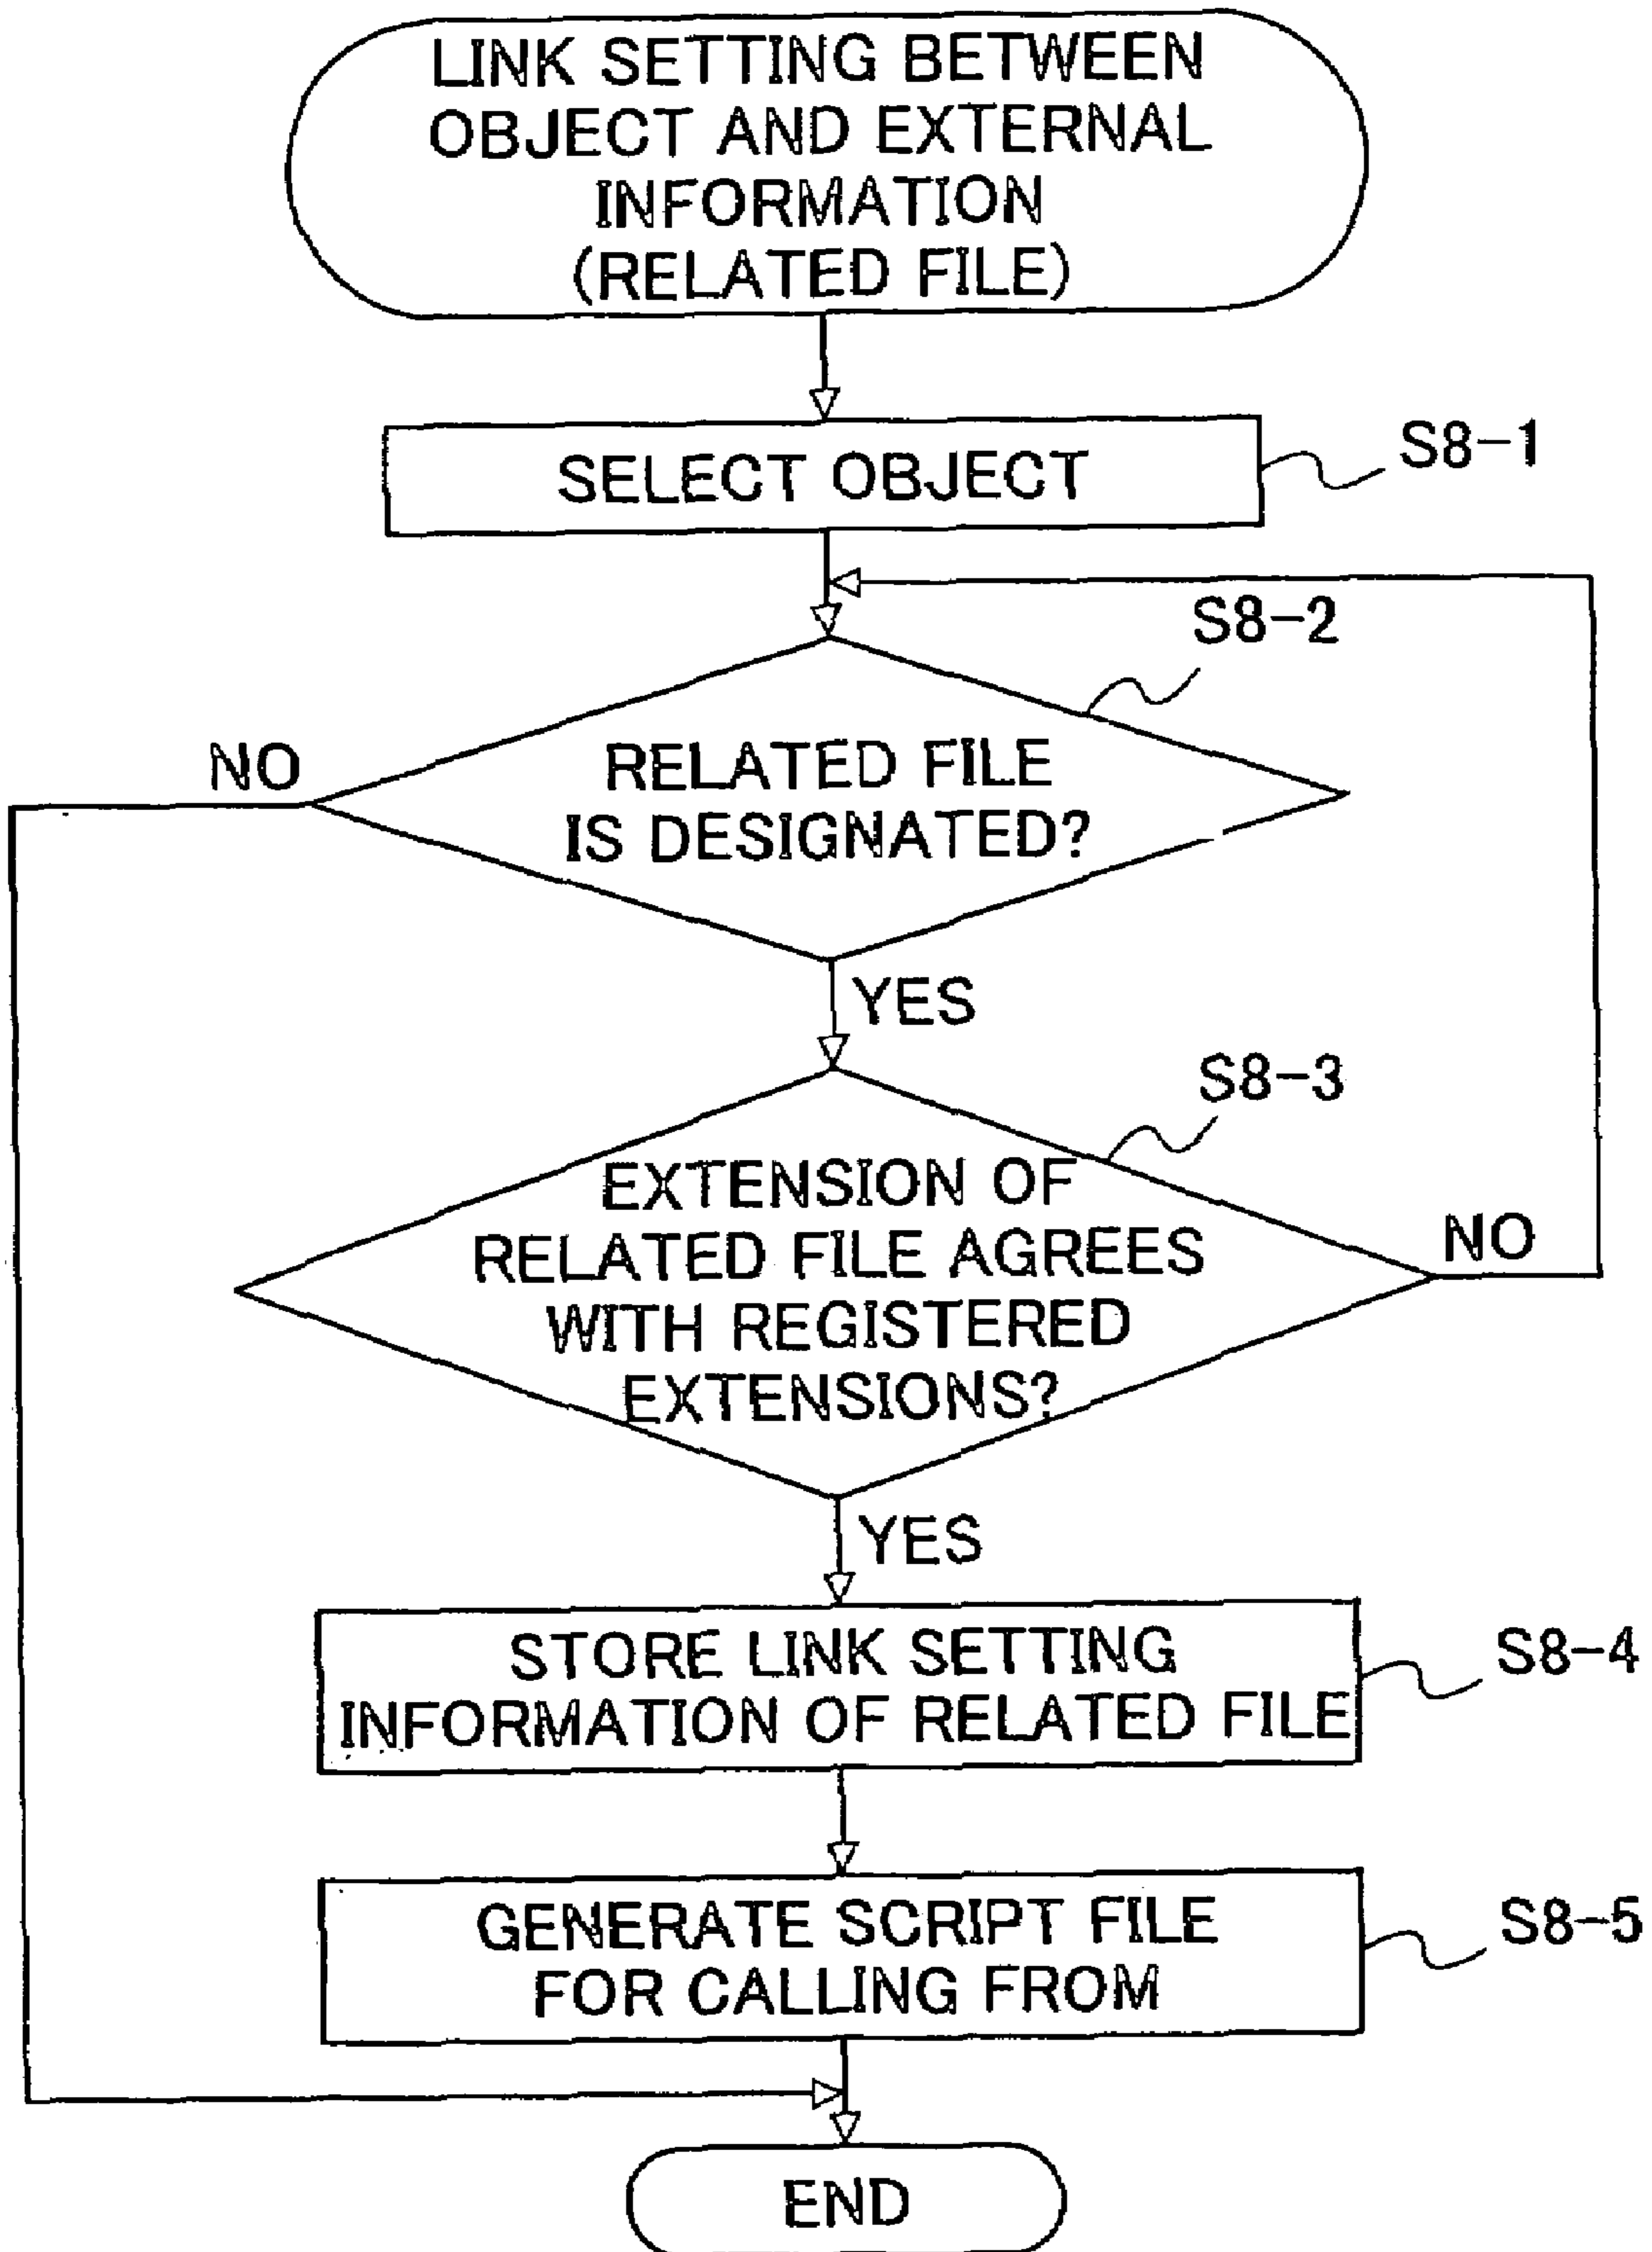 LINK SETTING BETWEEN
OBJECT AND EXTERNAL
INFORMATION
(RELATED FILE)
SELECT OBJECT
S8-1
S8-2
RELATED FILE
IS DESIGNATED?
NO
YES
S8-3
EXTENSION OF
RELATED FILE AGREES
WITH REGISTERED
EXTENSIONS?
NO
YES
STORE LINK SETTING
INFORMATION OF RELATED FILE
S8-4
GENERATE SCRIPT FILE
FOR CALLING FROM
S8-5
END